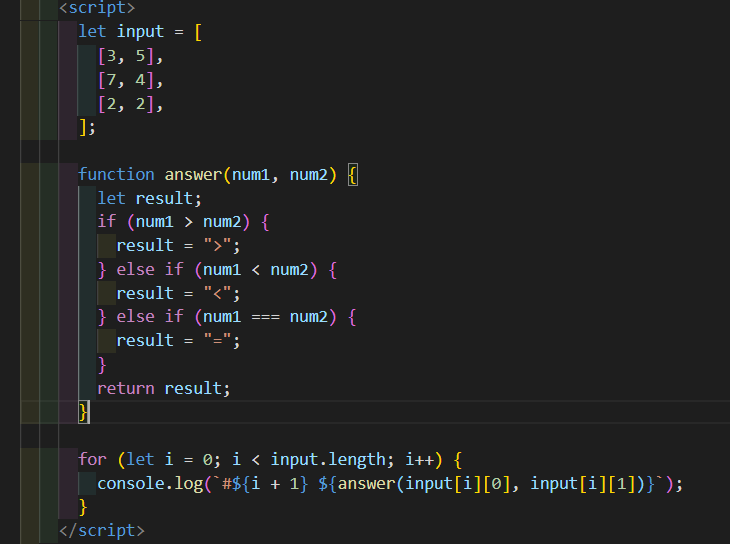 <script>
let input = [
[3, 5],
[7, 4],
[2, 2],
];
function answer(num1, num2) {
let result;
if (num1 > num2) {
result = ">";
} else if (num1 < num2) {
result = "<";
} else if (num1 === num2) {
result = "=";
}
return result;
}
for (let i = 0; i < input.length; i++) {
console.log(`#${i + 1} ${answer(input[i][0], input[i][1])}`);
}
</script>